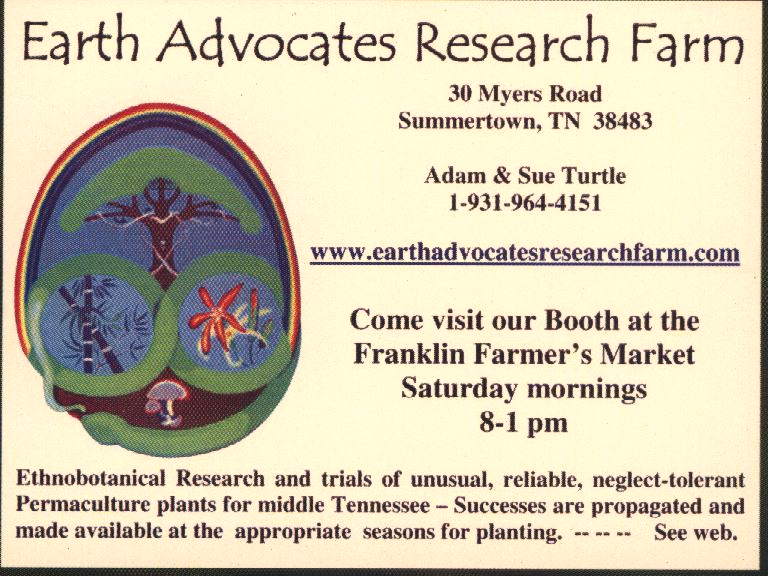 Earth Advocates Research Farm
30 Myers Road
Summertown, TN 38483
Adam & Sue Turtle
1-931-964-4151
www.earthadvocatesresearchfarm.com
Come visit our Booth at the
Franklin Farmer's Market
Saturday mornings
8-1 pm
Ethnobotanical Research and trials of unusual, reliable, neglect-tolerant
Permaculture plants for middle Tennessee – Successes are propagated and
made available at the appropriate seasons for planting. -- -- -- See web.